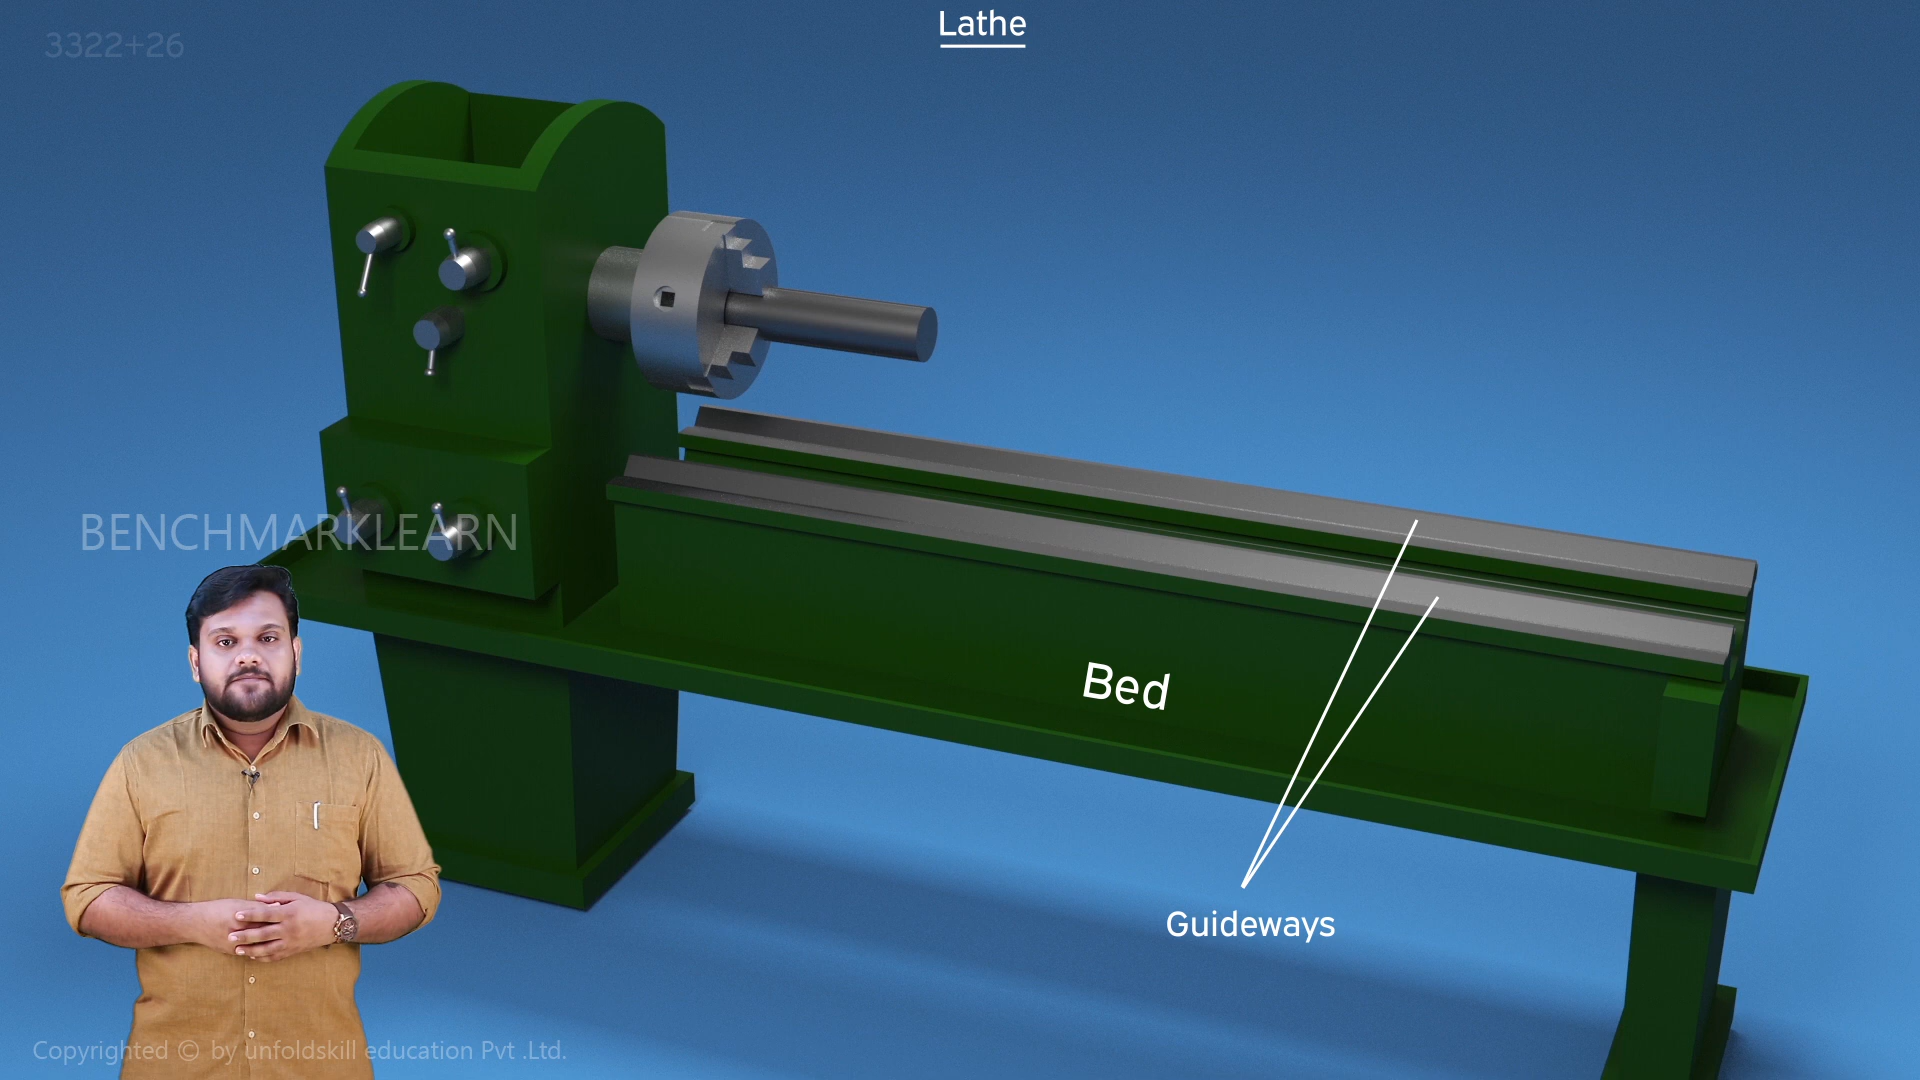 Lathe
3322+26
BENCHMARKLEARN
Bed
Guideways
Copyrighted © by unfoldskill education Pvt .Ltd.